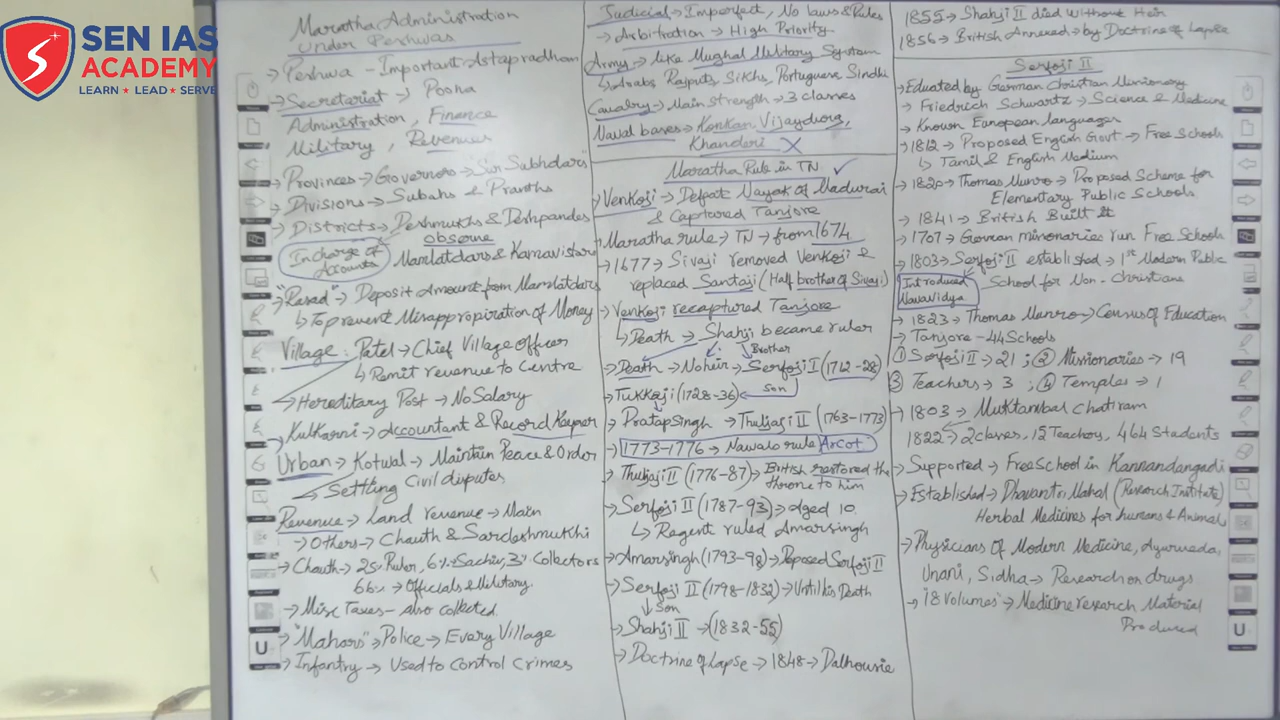 SEN IAS
ACADEMY
LEARN ★ LEAD ★ SERVE
Maratha Administration
Under Peshwas
→ Peshwa - Important Astapradham
→ Secretariat → Poona
Administration, Finance
Military, Revenues
→ Provinces → Governors → "Sir Subhdars"
→ Divisions → Subahs & Pranths
→ Districts → Deshmukhs & Deshpandes
observe
Incharge of
Accounts
Mamlatdars & Kamavisdars
→ "Rasad" → Deposit Amount from Mamlatdars
↳ To prevent Misappropiration of Money
Village: Patel → Chief Village officer
↳ Remit revenue to Centre
Hereditary Post → No Salary
Kulkarni → Accountant & Record Keeper
Urban → Kotwal → Maintain Peace & Order
Settling Civil disputes
Revenue → Land revenue → Main
→ Others → Chauth & Sardeshmukhi
→ Chauth → 25% Ruler, 6% Sachiv, 3% Collectors
66% → Officials & Military
→ Misc Taxes - also collected.
→ "Mahars" → Police → Every Village
→ Infantry → Used to Control Crimes
Judicial → Imperfect, No laws & Rules
→ Arbitration → High Priority
Army → like Mughal Military System
↳ Arabs Rajputs, Sikhs, Portuguese Sindhi
Cavalry → Main strength → 3 classes
Naval bases → Konkan, Vijaydurg,
Khanderi X
Maratha Rule in TN ✓
→ Venkoji → Defeat Nayak of Madurai
& Captured Tanjore
→ Maratha rule → TN → from 1674
→ 1677 → Sivaji removed Venkoji &
replaced Santaji (Half brother of Sivaji)
→ Venkoji recaptured Tanjore
↳ Death → Shahji became ruler
Brother
→ Death → No heir → Serfoji I (1712-28)
→ Tukkoji (1728-36) ← Son
→ Pratapsingh → Thuljaji II (1763-1773)
→ 1773-1776 → Nawab rule Arcot
→ Thuljaji II (1776-87) → British restored the
throne to him
→ Serfoji II (1787-93) → aged 10
↳ Regent ruled Amarsingh
→ Amarsingh (1793-98) → Deposed Serfoji II
→ Serfoji II (1798-1832) → Until his Death
↓ Son
→ Shahji II → (1832-55)
→ Doctrine of Lapse → 1848 → Dalhousie
1855 → Shahji II died Without Heir
1856 → British Annexed → by Doctrine of Lapse
Serfoji II
→ Eduated by German Christian Missionary
→ Friedrich Schwartz → Science & Medicine
→ Known European languages
→ 1812 → Proposed English Govt → Free Schools
↳ Tamil & English Medium
→ 1820 → Thomas Munro → Proposed Scheme for
Elementary Public Schools
→ 1841 → British Built it
→ 1707 → German missonaries run Free Schools
→ 1803 → Serfoji II established → 1st Modern Public
School for Non-Christians
Introduced
NavaVidya
→ 1823 → Thomas Munro → Census of Education
→ Tanjore - 44 Schools
① Serfoji II → 21; ② Missionaries → 19
③ Teachers → 3; ④ Temples → 1
→ 1803 → Muktambal Chatiram
1822 → 2 classes, 15 Teachers, 464 Students
→ Supported → Free School in Kannandangadi
→ Established → Dhavantri Mahal (Research Institute)
Herbal Medicines for humans & Animal
→ Physicians of Modern Medicine, Ayurveda,
Unani, Sidha → Research on drugs
→ 18 Volumes → Medicine research Material
Produced